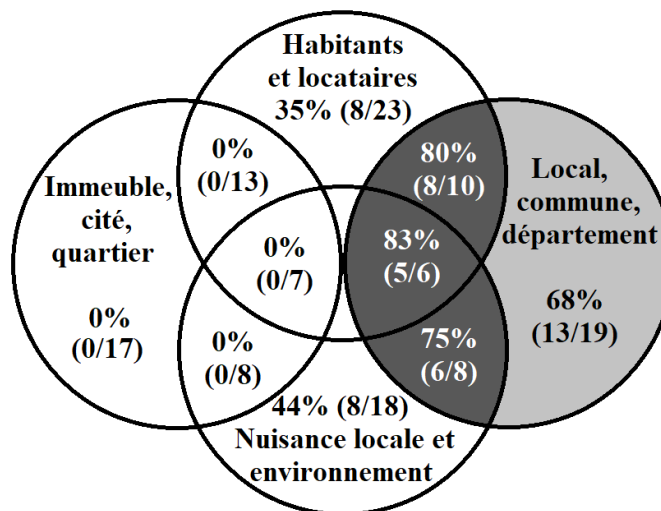 Habitants
et locataires
35% (8/23)
0%
(0/13)
80%
(8/10)
Immeuble,
cité,
quartier
Local,
commune,
département
0%
(0/7)
83%
(5/6)
0%
(0/17)
68%
(13/19)
0%
(0/8)
75%
(6/8)
44% (8/18)
Nuisance locale et
environnement